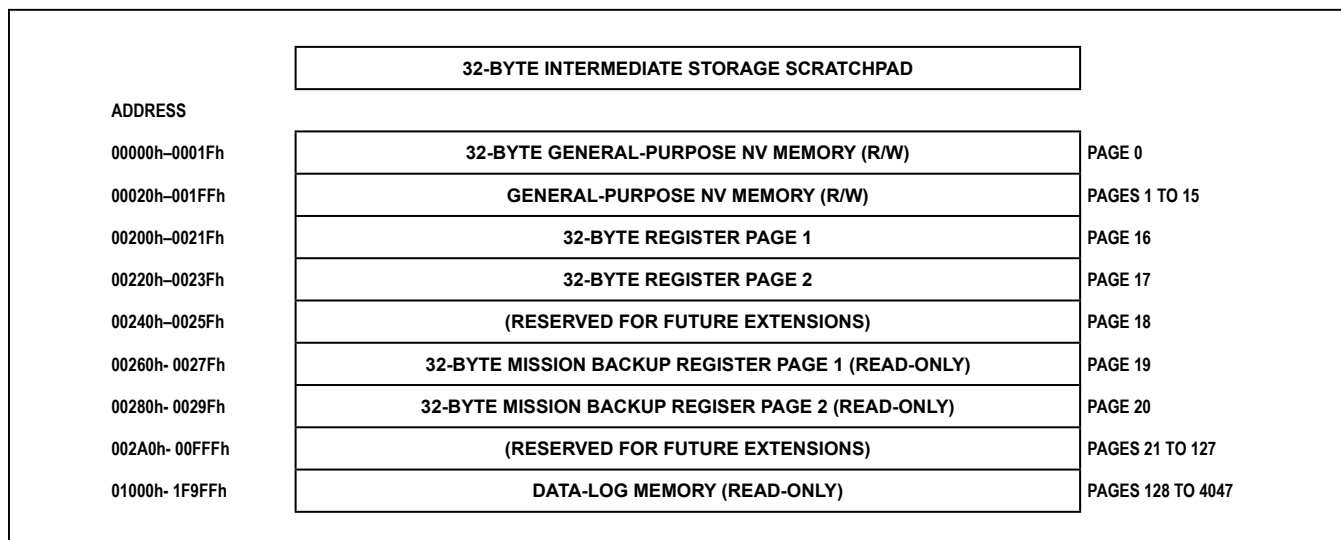 32-BYTE INTERMEDIATE STORAGE SCRATCHPAD
ADDRESS
00000h–0001Fh 32-BYTE GENERAL-PURPOSE NV MEMORY (R/W) PAGE 0
00020h–001FFh GENERAL-PURPOSE NV MEMORY (R/W) PAGES 1 TO 15
00200h–0021Fh 32-BYTE REGISTER PAGE 1 PAGE 16
00220h–0023Fh 32-BYTE REGISTER PAGE 2 PAGE 17
00240h–0025Fh (RESERVED FOR FUTURE EXTENSIONS) PAGE 18
00260h- 0027Fh 32-BYTE MISSION BACKUP REGISTER PAGE 1 (READ-ONLY) PAGE 19
00280h- 0029Fh 32-BYTE MISSION BACKUP REGISER PAGE 2 (READ-ONLY) PAGE 20
002A0h- 00FFFh (RESERVED FOR FUTURE EXTENSIONS) PAGES 21 TO 127
01000h- 1F9FFh DATA-LOG MEMORY (READ-ONLY) PAGES 128 TO 4047